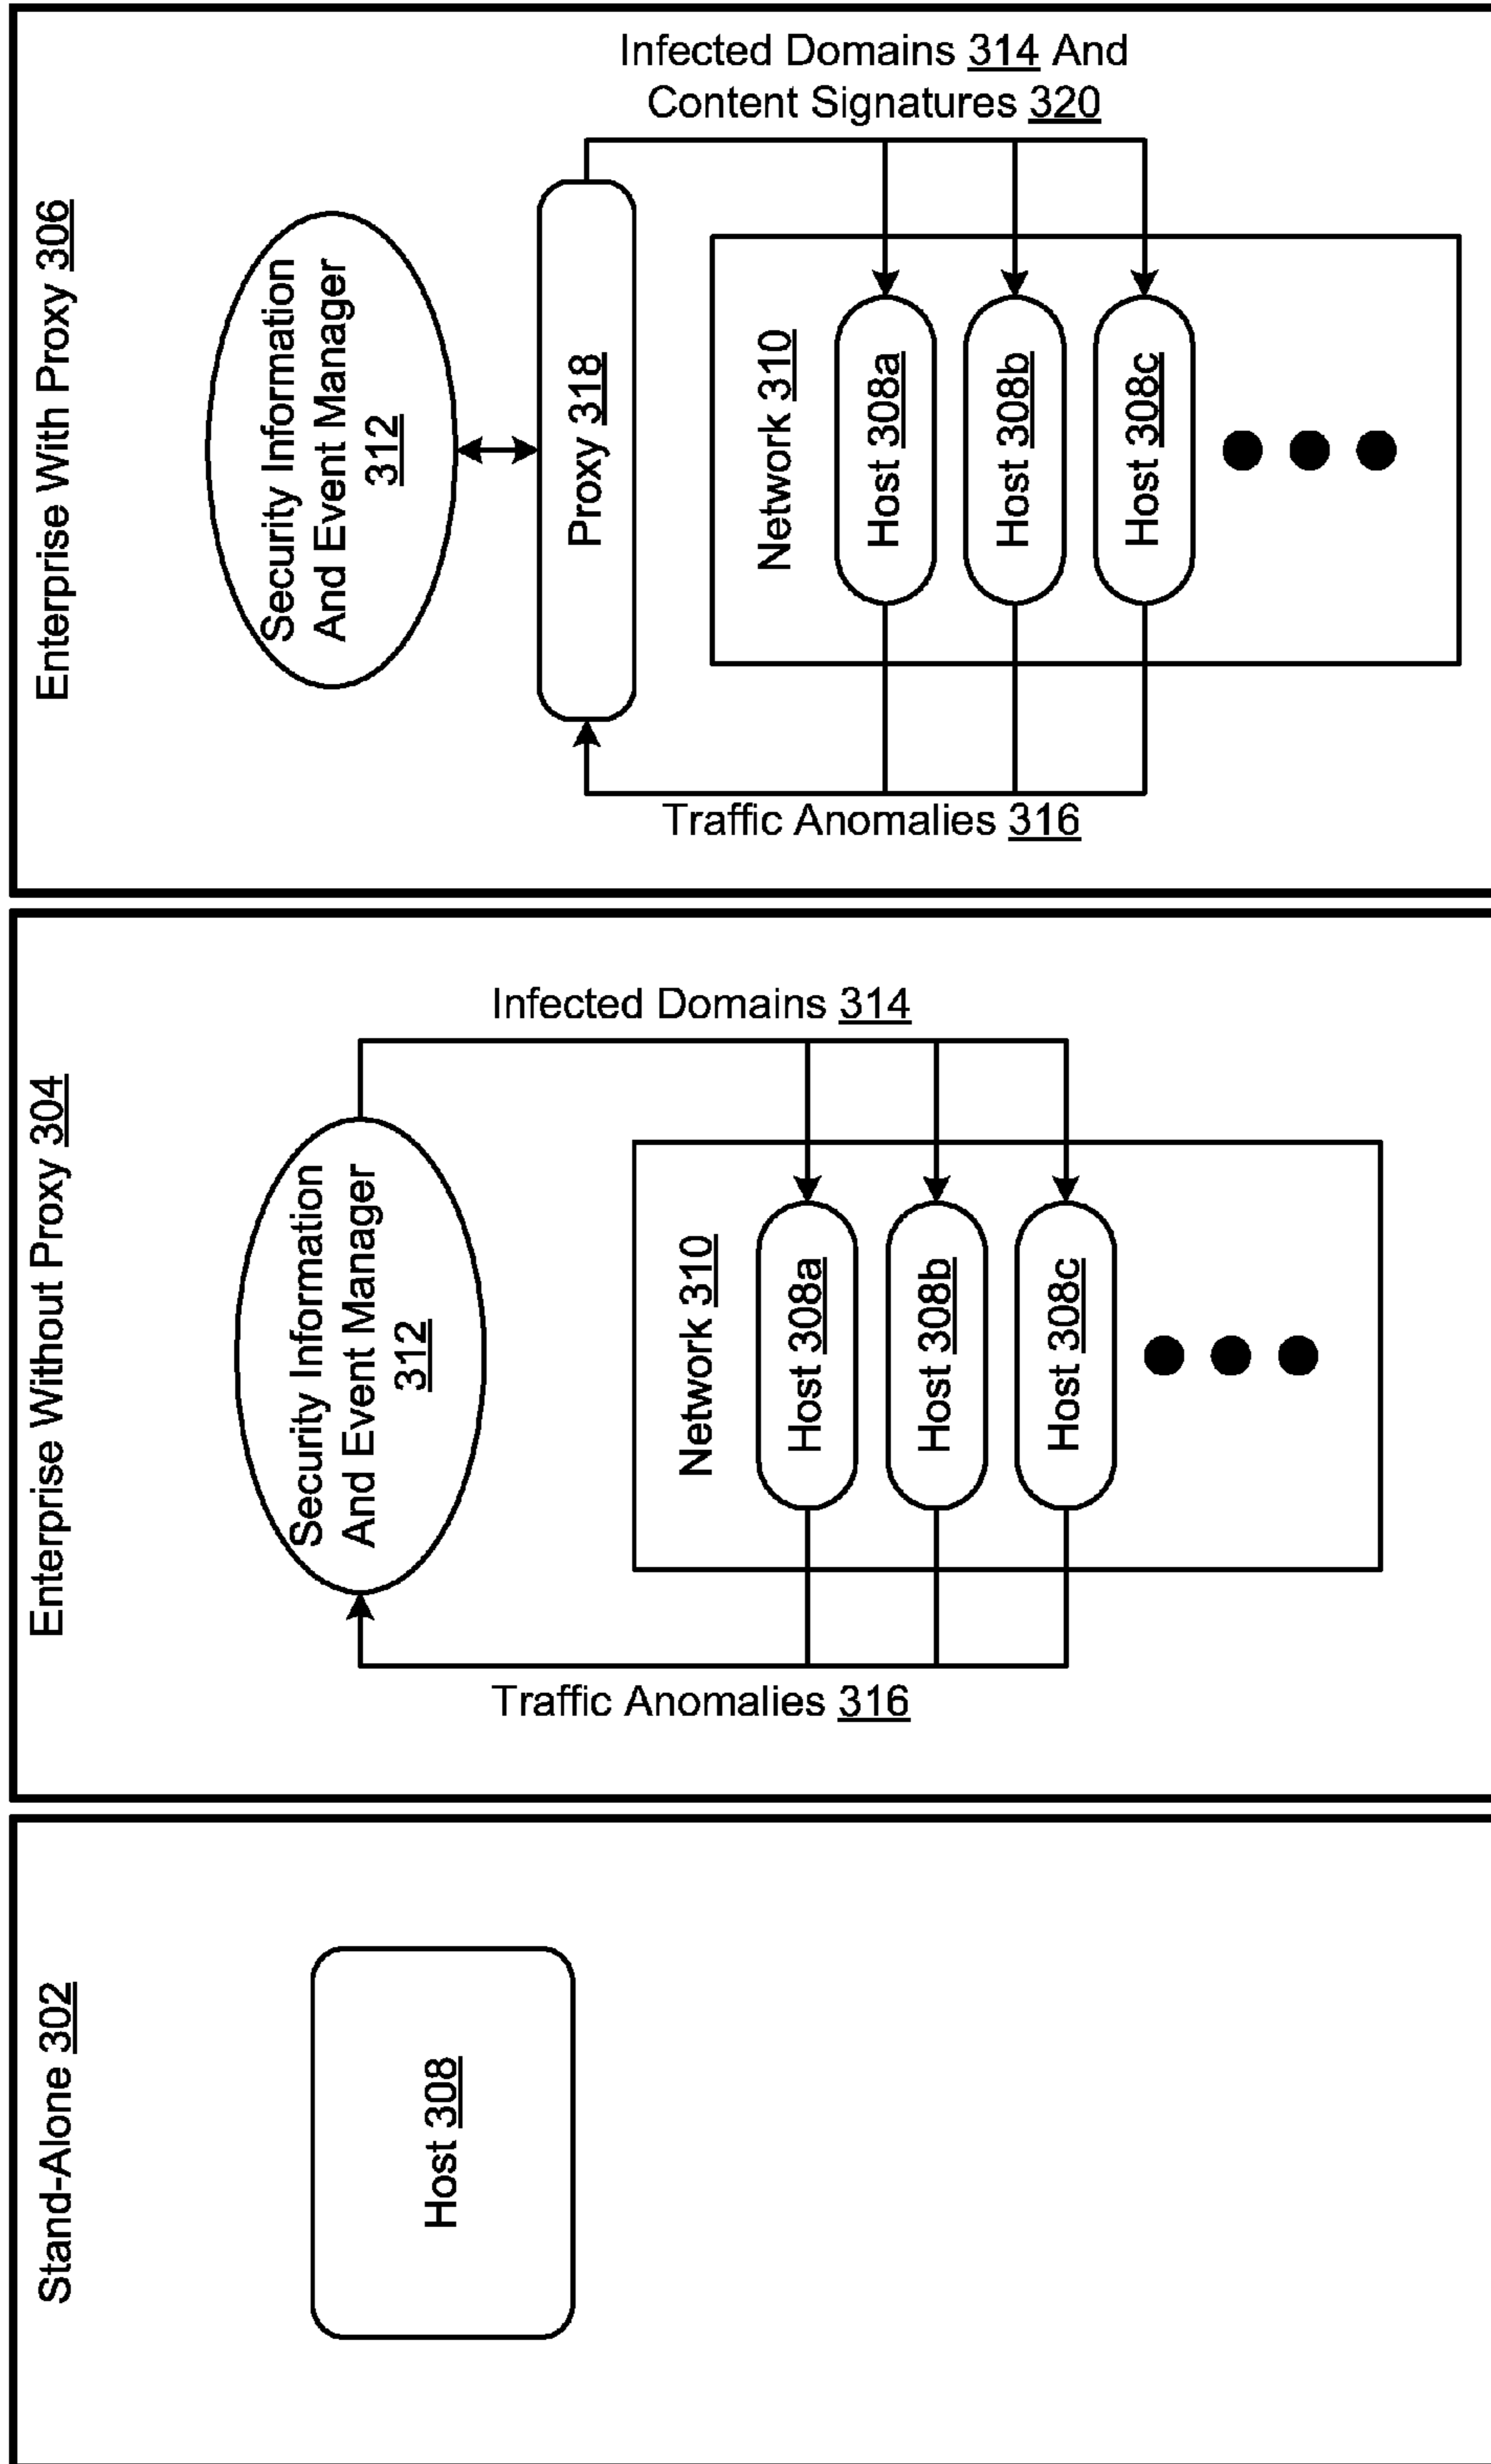 Stand-Alone 302
Host 308
Enterprise Without Proxy 304
Security Information
And Event Manager
312
Traffic Anomalies 316
Infected Domains 314
Network 310
Host 308a
Host 308b
Host 308c
Enterprise With Proxy 306
Security Information
And Event Manager
312
Proxy 318
Traffic Anomalies 316
Infected Domains 314 And
Content Signatures 320
Network 310
Host 308a
Host 308b
Host 308c